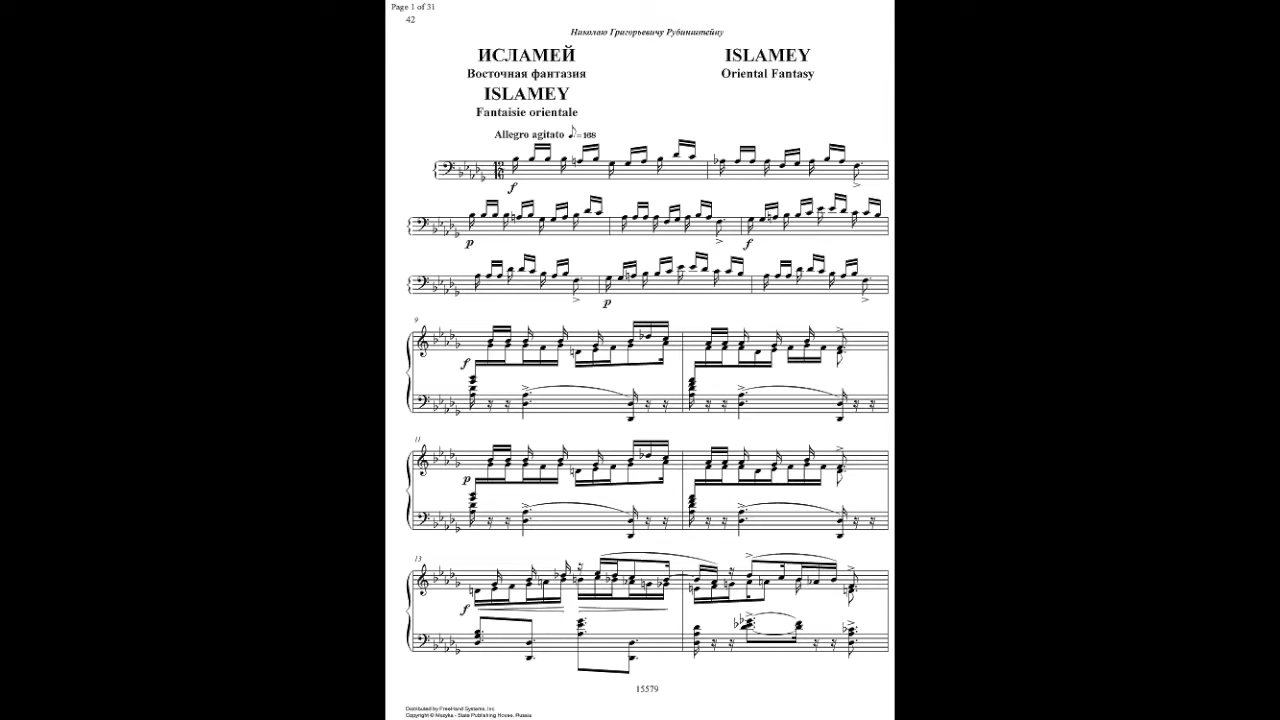 Page 1 of 31
42
Николаю Григорьевичу Рубинштейну
ИСЛАМЕЙ
Восточная фантазия
ISLAMEY
Fantaisie orientale
ISLAMEY
Oriental Fantasy
Allegro agitato ♪=168
f
p
f
p
9
f
11
p
13
f
15579
Distributed by FreeHand Systems, Inc
Copyright © Muzyka - State Publishing House, Russia